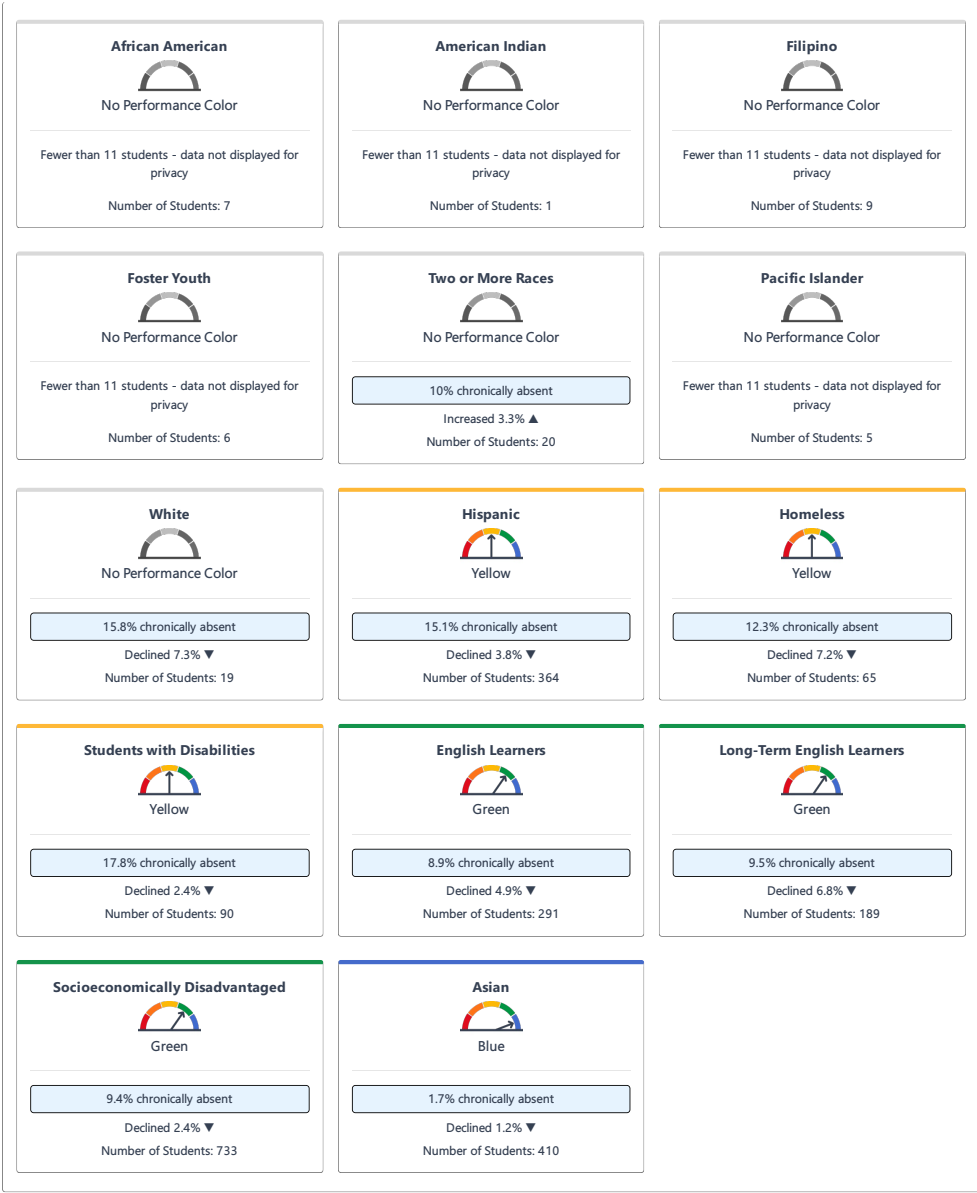 African American
No Performance Color
Fewer than 11 students - data not displayed for
privacy
Number of Students: 7
American Indian
No Performance Color
Fewer than 11 students - data not displayed for
privacy
Number of Students: 1
Filipino
No Performance Color
Fewer than 11 students - data not displayed for
privacy
Number of Students: 9
Foster Youth
No Performance Color
Fewer than 11 students - data not displayed for
privacy
Number of Students: 6
Two or More Races
No Performance Color
10% chronically absent
Increased 3.3% ▲
Number of Students: 20
Pacific Islander
No Performance Color
Fewer than 11 students - data not displayed for
privacy
Number of Students: 5
White
No Performance Color
15.8% chronically absent
Declined 7.3% ▼
Number of Students: 19
Hispanic
Yellow
15.1% chronically absent
Declined 3.8% ▼
Number of Students: 364
Homeless
Yellow
12.3% chronically absent
Declined 7.2% ▼
Number of Students: 65
Students with Disabilities
Yellow
17.8% chronically absent
Declined 2.4% ▼
Number of Students: 90
English Learners
Green
8.9% chronically absent
Declined 4.9% ▼
Number of Students: 291
Long-Term English Learners
Green
9.5% chronically absent
Declined 6.8% ▼
Number of Students: 189
Socioeconomically Disadvantaged
Green
9.4% chronically absent
Declined 2.4% ▼
Number of Students: 733
Asian
Blue
1.7% chronically absent
Declined 1.2% ▼
Number of Students: 410